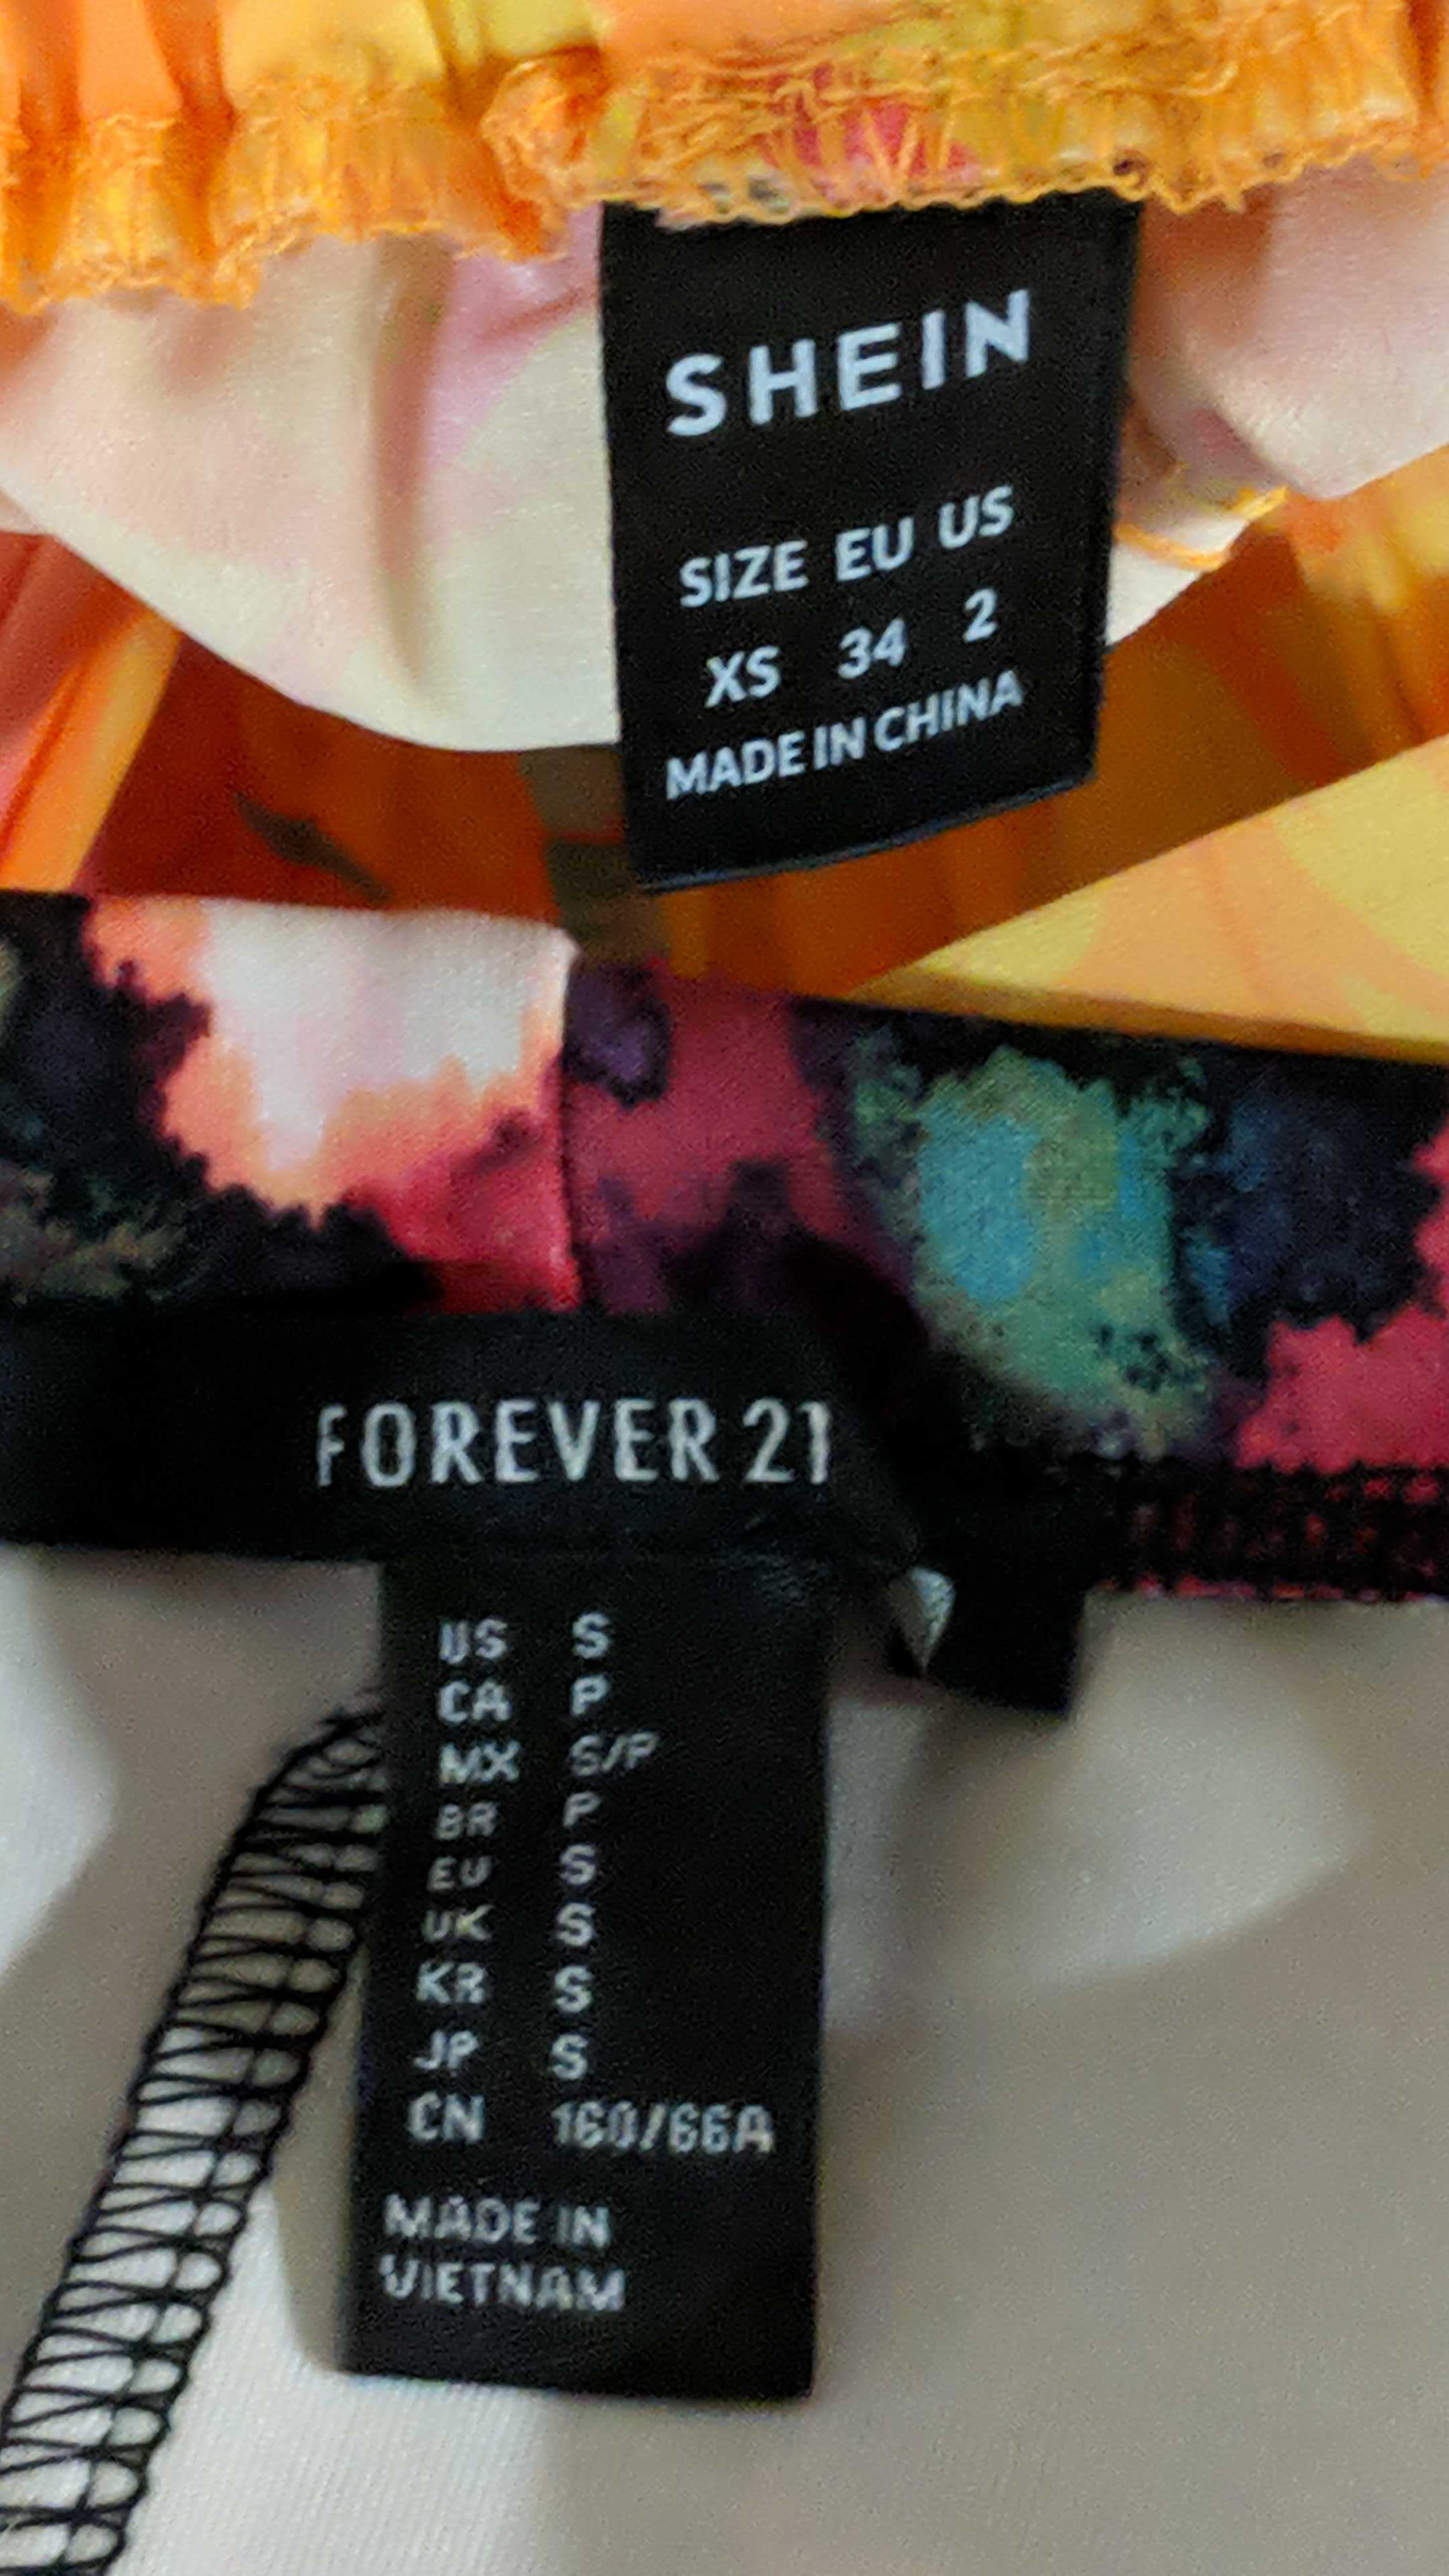 SHEIN
SIZE EU US
XS 34 2
MADE IN CHINA
FOREVER 21
US S
CA P
MX S/P
BR P
EU S
UK S
KR S
JP S
CN 160/66A
MADE IN
VIETNAM